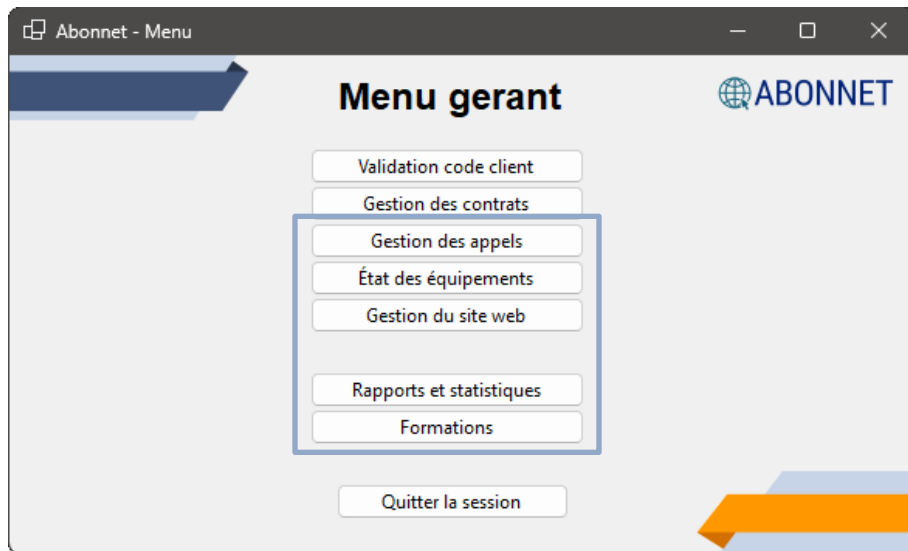 Abonnet - Menu
Menu gerant
ABONNET
Validation code client
Gestion des contrats
Gestion des appels
État des équipements
Gestion du site web
Rapports et statistiques
Formations
Quitter la session